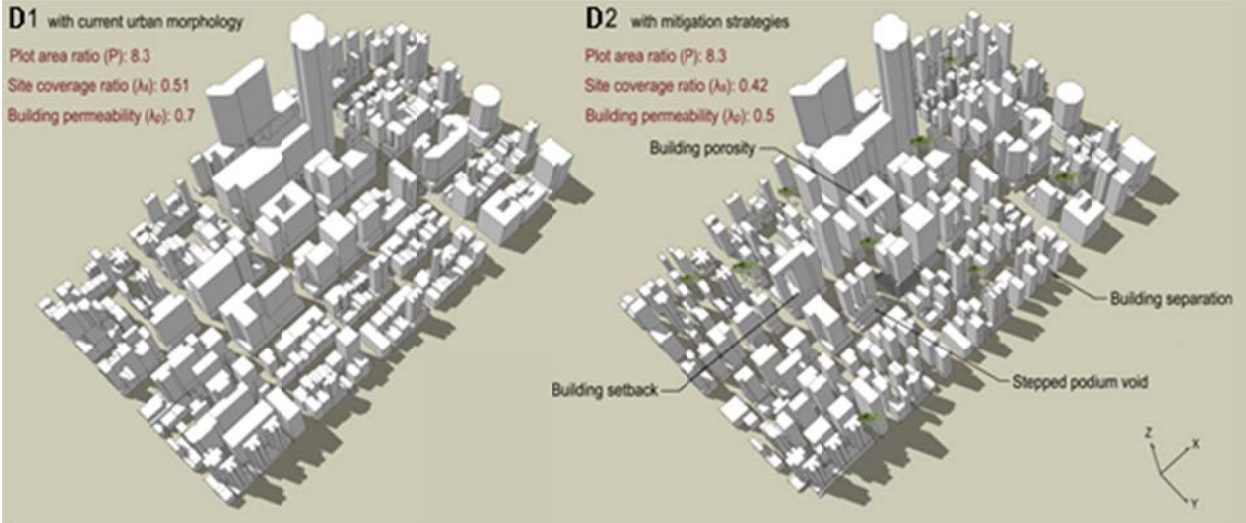 D1 with current urban morphology
Plot area ratio (P): 8.3
Site coverage ratio (λs): 0.51
Building permeability (λp): 0.7
D2 with mitigation strategies
Plot area ratio (P): 8.3
Site coverage ratio (λs): 0.42
Building permeability (λp): 0.5
Building porosity
Building separation
Building setback
Stepped podium void
Z
X
Y